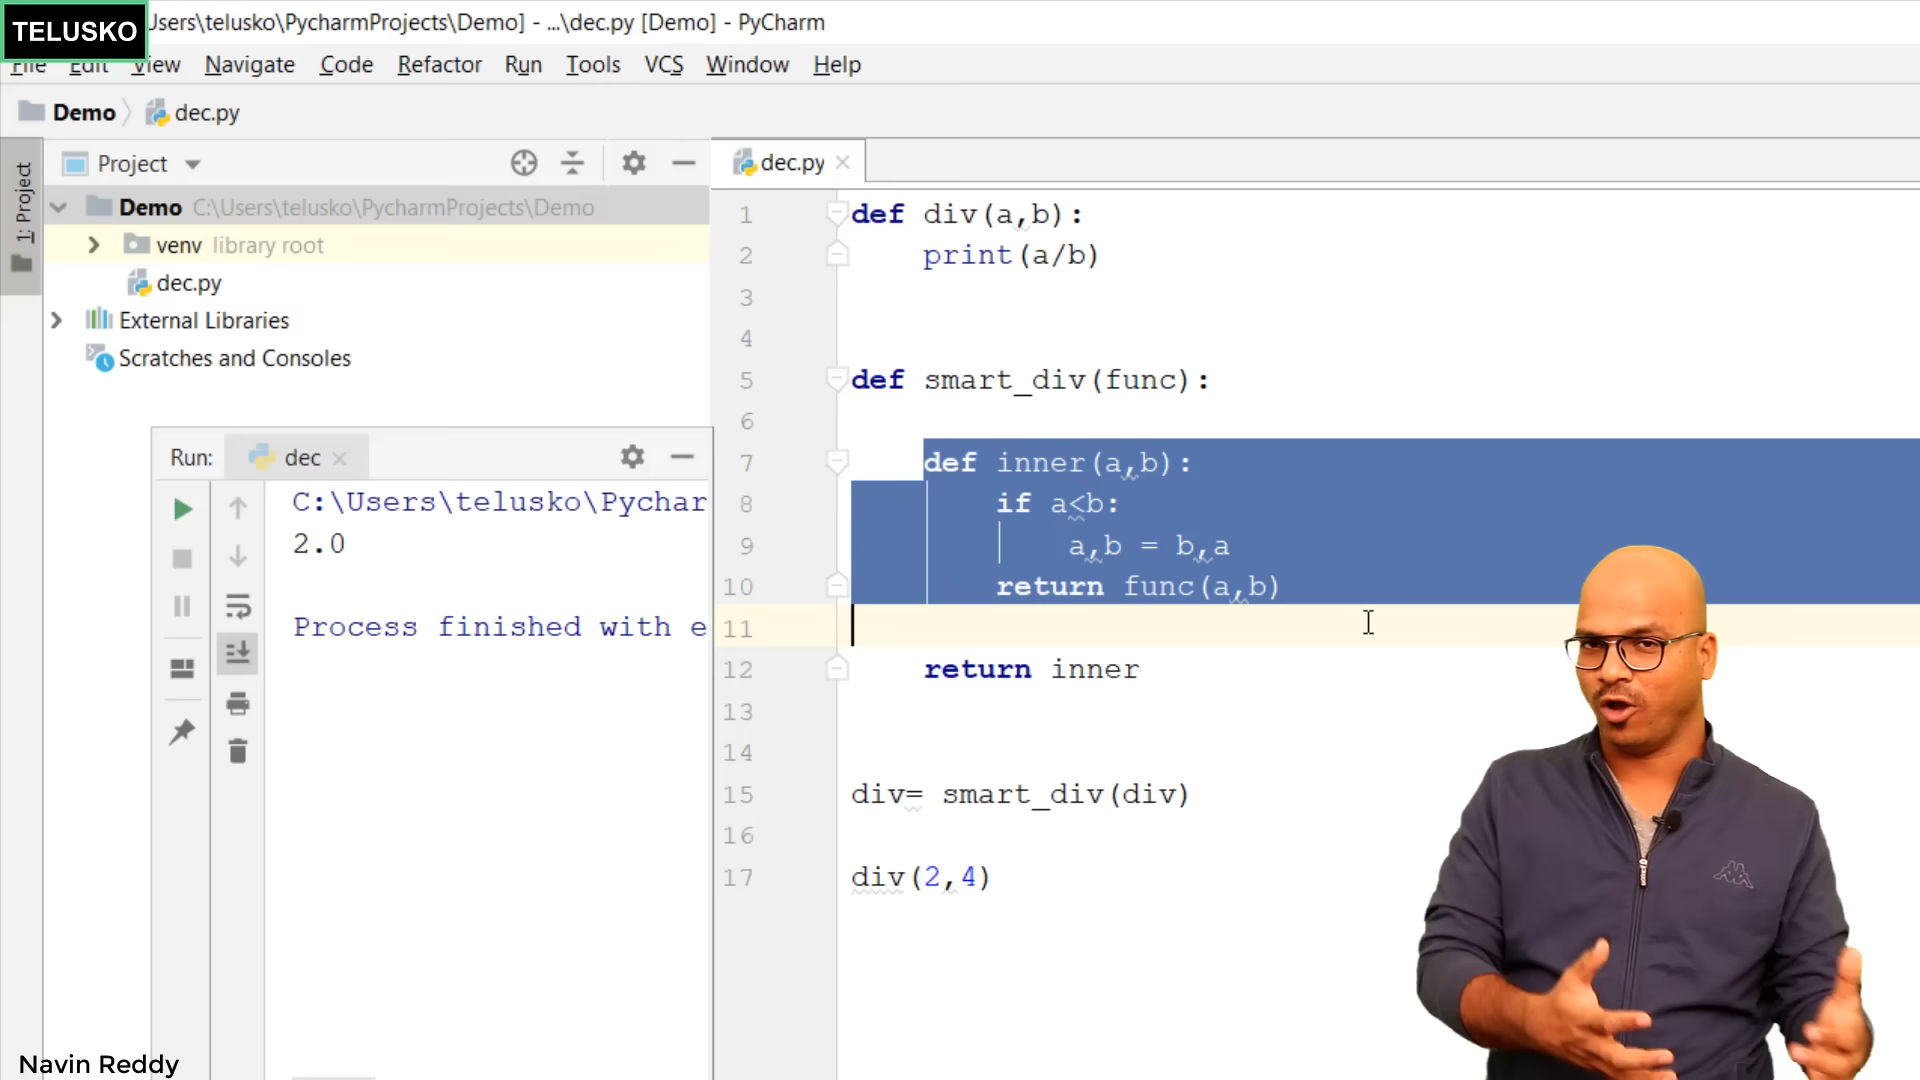 TELUSKO
Users\telusko\PycharmProjects\Demo] - ...\dec.py [Demo] - PyCharm
File Edit View Navigate Code Refactor Run Tools VCS Window Help
Demo dec.py
1: Project
Project
Demo C:\Users\telusko\PycharmProjects\Demo
venv library root
dec.py
External Libraries
Scratches and Consoles
Run: dec
C:\Users\telusko\Pychar
2.0
Process finished with e
dec.py
1 def div(a,b):
2 print(a/b)
3
4
5 def smart_div(func):
6
7 def inner(a,b):
8 if a<b:
9 a,b = b,a
10 return func(a,b)
11
12 return inner
13
14
15 div= smart_div(div)
16
17 div(2,4)
Navin Reddy